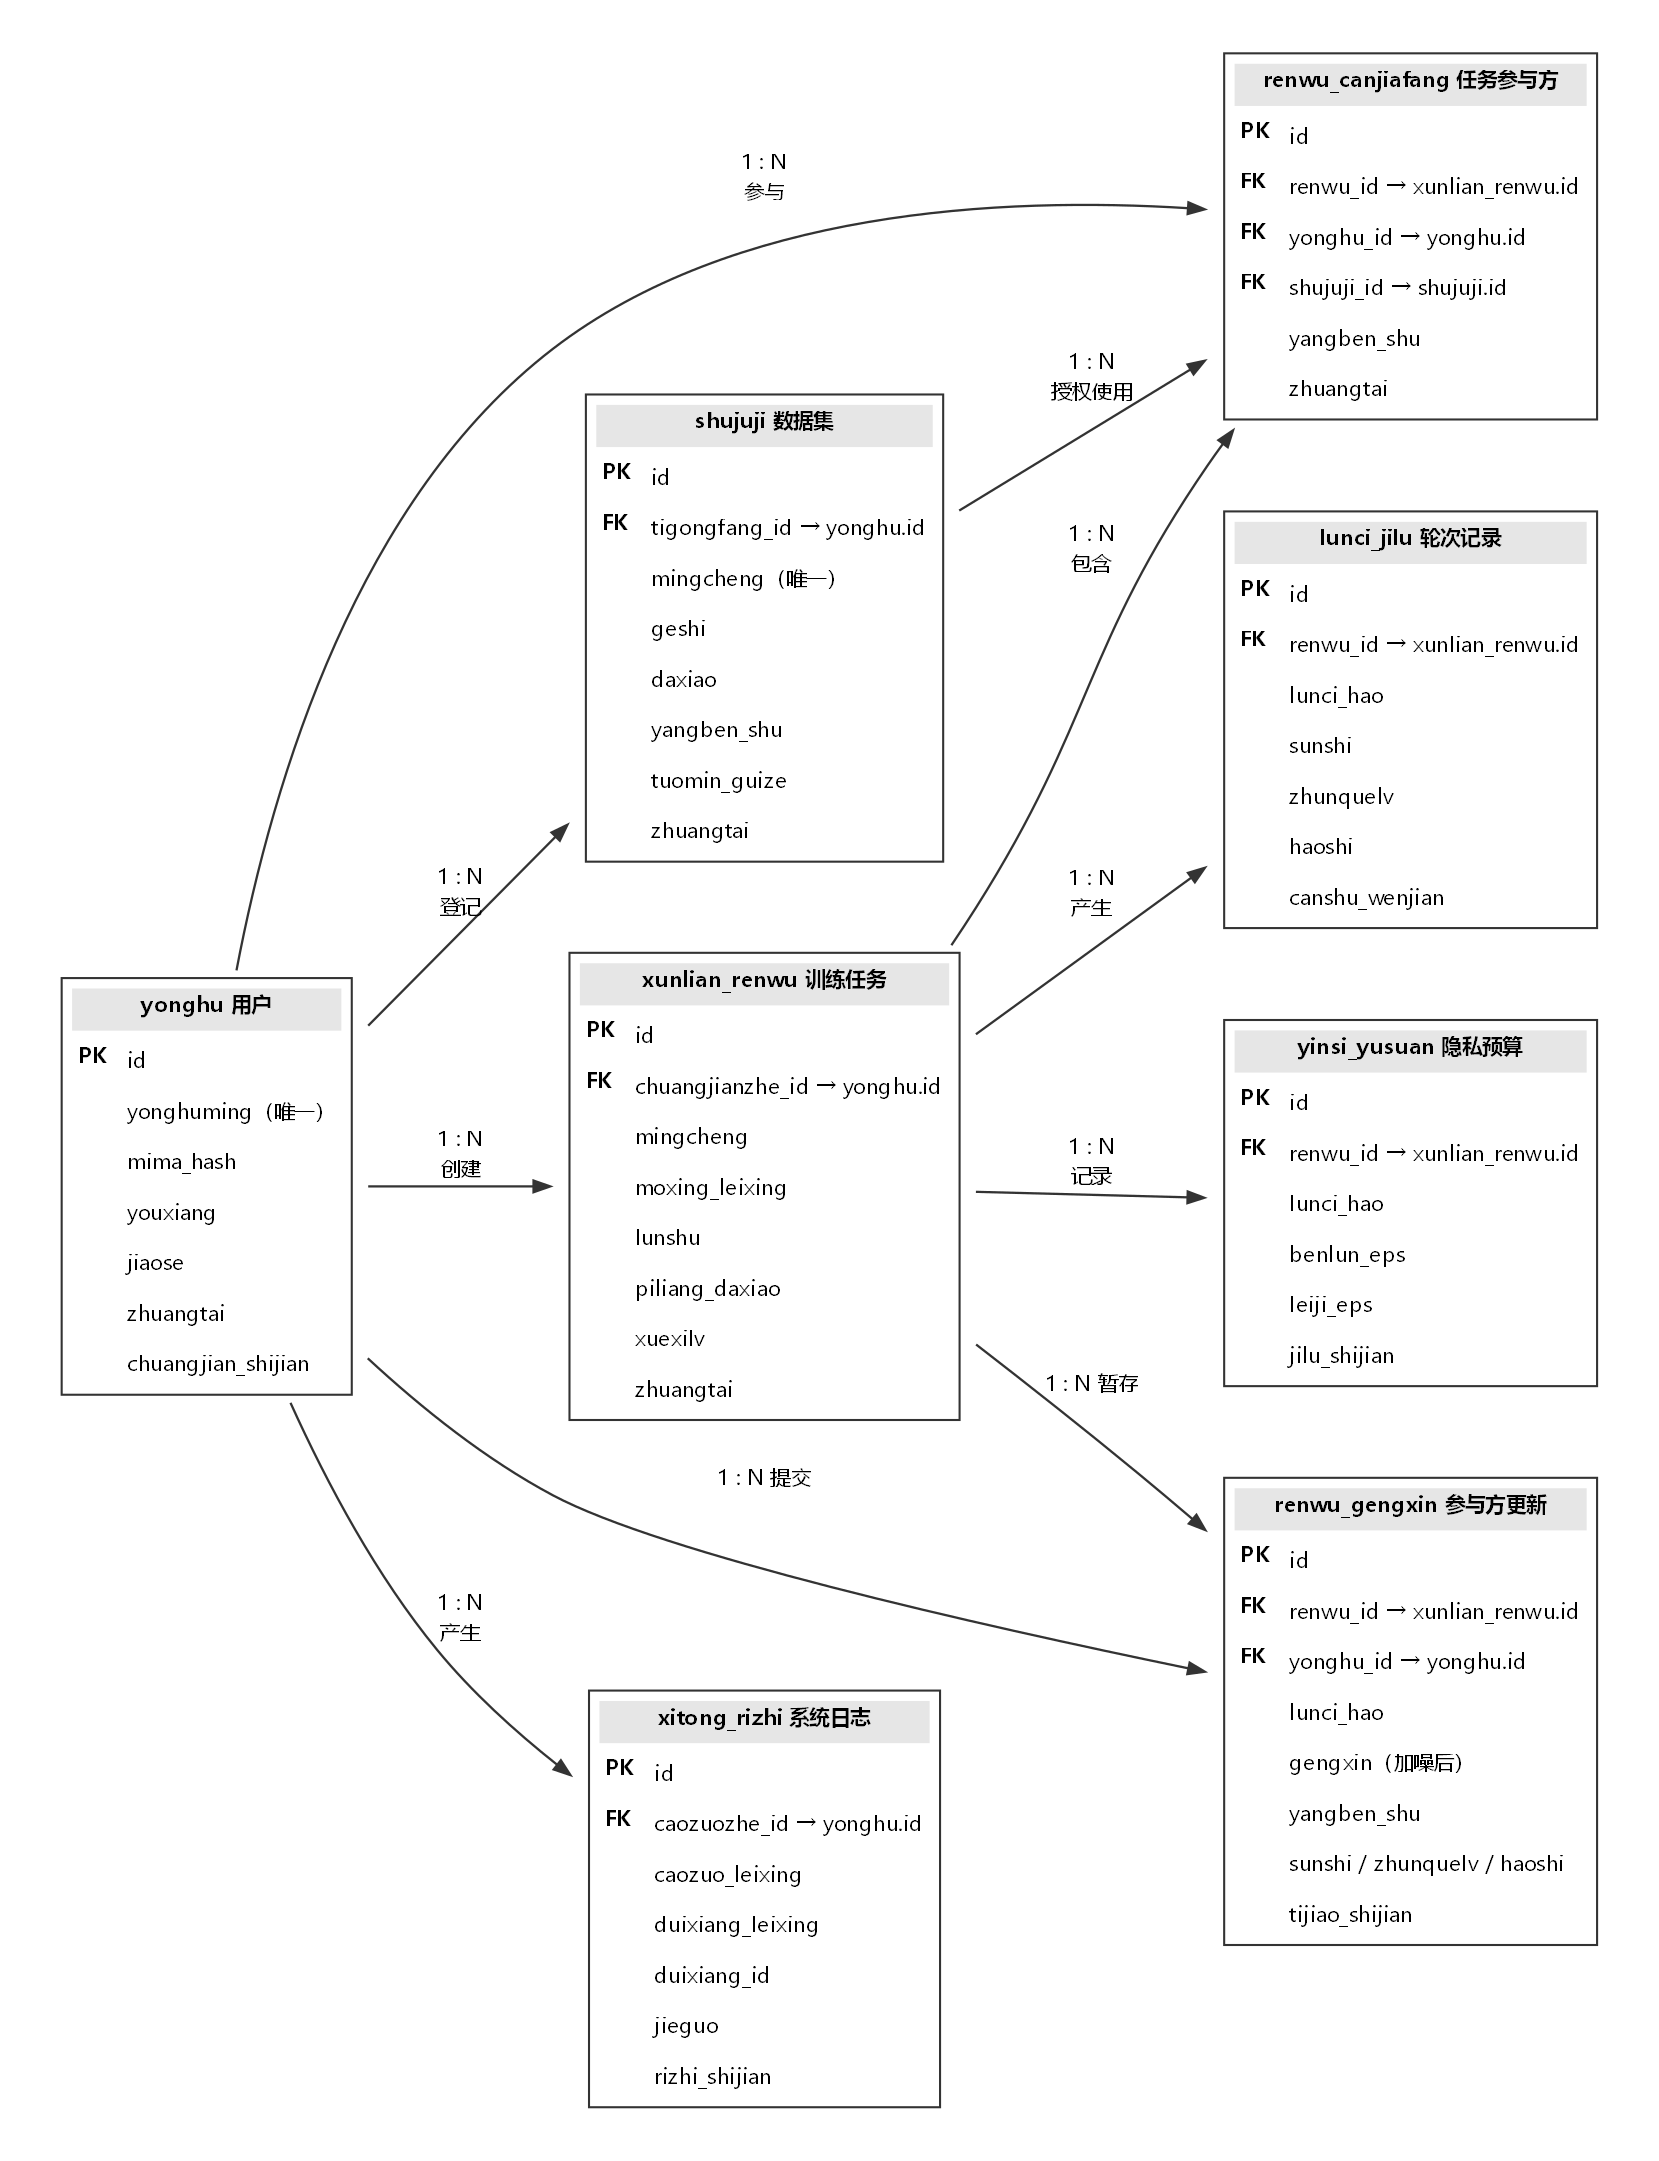 renwu_canjiafang 任务参与方
PK id
FK renwu_id → xunlian_renwu.id
FK yonghu_id → yonghu.id
FK shujuji_id → shujuji.id
yangben_shu
zhuangtai
1 : N
参与
1 : N
授权使用
shujuji 数据集
PK id
FK tigongfang_id → yonghu.id
mingcheng（唯一）
geshi
daxiao
yangben_shu
tuomin_guize
zhuangtai
1 : N
包含
lunci_jilu 轮次记录
PK id
FK renwu_id → xunlian_renwu.id
lunci_hao
sunshi
zhunquelv
haoshi
canshu_wenjian
1 : N
登记
1 : N
产生
yonghu 用户
PK id
yonghuming（唯一）
mima_hash
youxiang
jiaose
zhuangtai
chuangjian_shijian
1 : N
创建
xunlian_renwu 训练任务
PK id
FK chuangjianzhe_id → yonghu.id
mingcheng
moxing_leixing
lunshu
piliang_daxiao
xuexilv
zhuangtai
1 : N
记录
yinsi_yusuan 隐私预算
PK id
FK renwu_id → xunlian_renwu.id
lunci_hao
benlun_eps
leiji_eps
jilu_shijian
1 : N 暂存
1 : N 提交
renwu_gengxin 参与方更新
PK id
FK renwu_id → xunlian_renwu.id
FK yonghu_id → yonghu.id
lunci_hao
gengxin（加噪后）
yangben_shu
sunshi / zhunquelv / haoshi
tijiao_shijian
1 : N
产生
xitong_rizhi 系统日志
PK id
FK caozuozhe_id → yonghu.id
caozuo_leixing
duixiang_leixing
duixiang_id
jieguo
rizhi_shijian